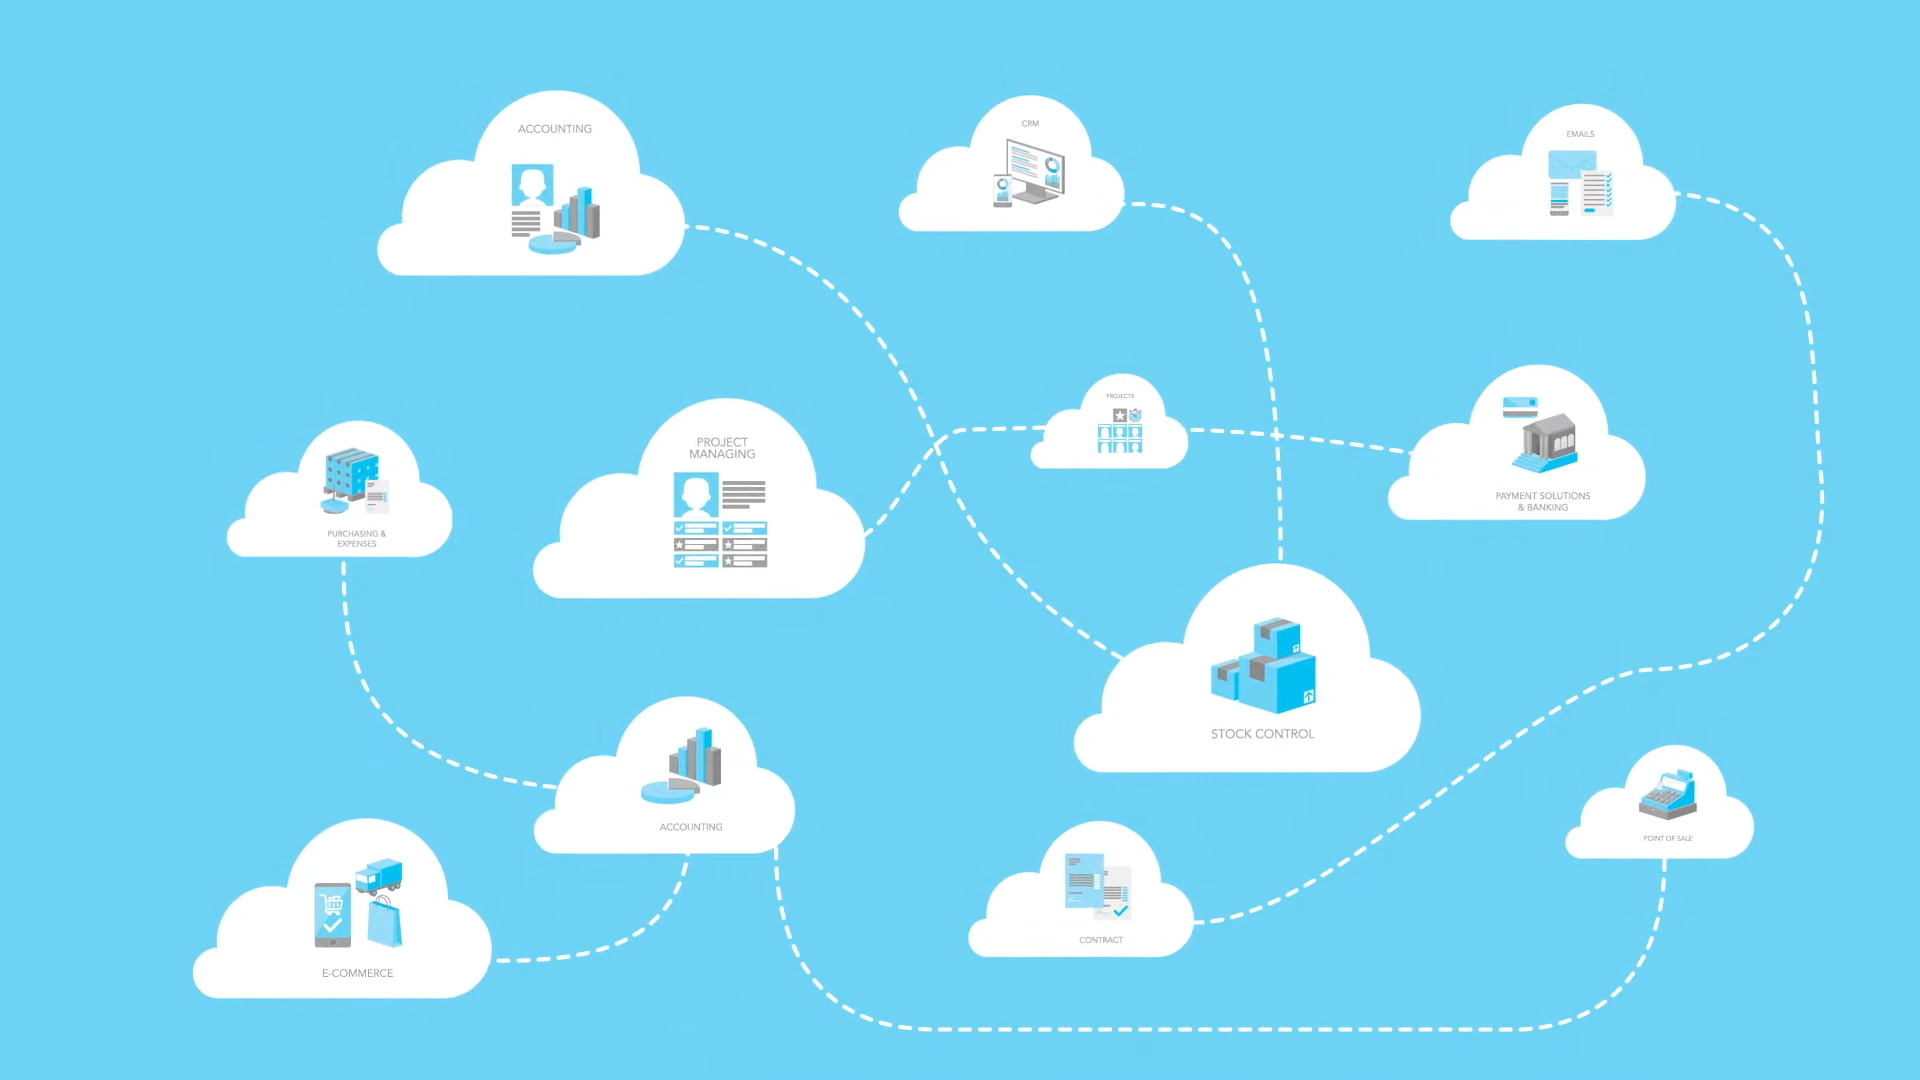 ACCOUNTING
CRM
EMAILS
PROJECTS
PROJECT
MANAGING
PAYMENT SOLUTIONS
& BANKING
PURCHASING &
EXPENSES
STOCK CONTROL
ACCOUNTING
POINT OF SALE
CONTRACT
E-COMMERCE